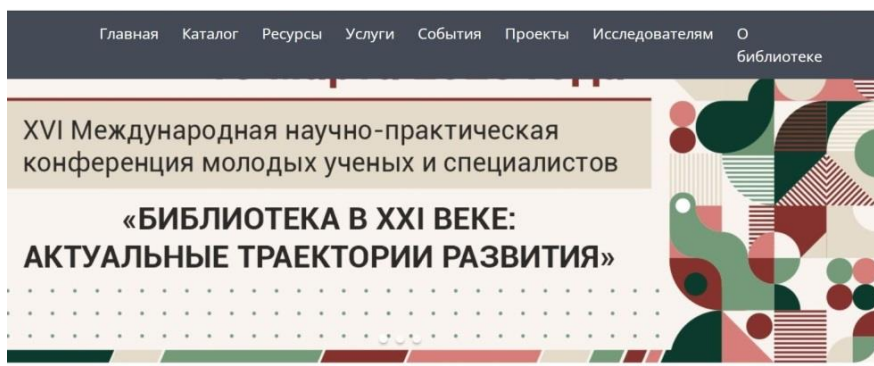 Главная Каталог Ресурсы Услуги События Проекты Исследователям О библиотеке
XVI Международная научно-практическая
конференция молодых ученых и специалистов
«БИБЛИОТЕКА В XXI ВЕКЕ:
АКТУАЛЬНЫЕ ТРАЕКТОРИИ РАЗВИТИЯ»